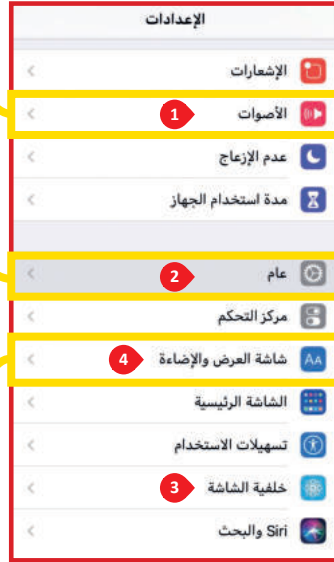 الإعدادات
الإشعارات
الأصوات 1
عدم الإزعاج
مدة استخدام الجهاز
عام 2
مركز التحكم
AA شاشة العرض والإضاءة 4
الشاشة الرئيسية
تسهيلات الاستخدام
خلفية الشاشة 3
Siri والبحث